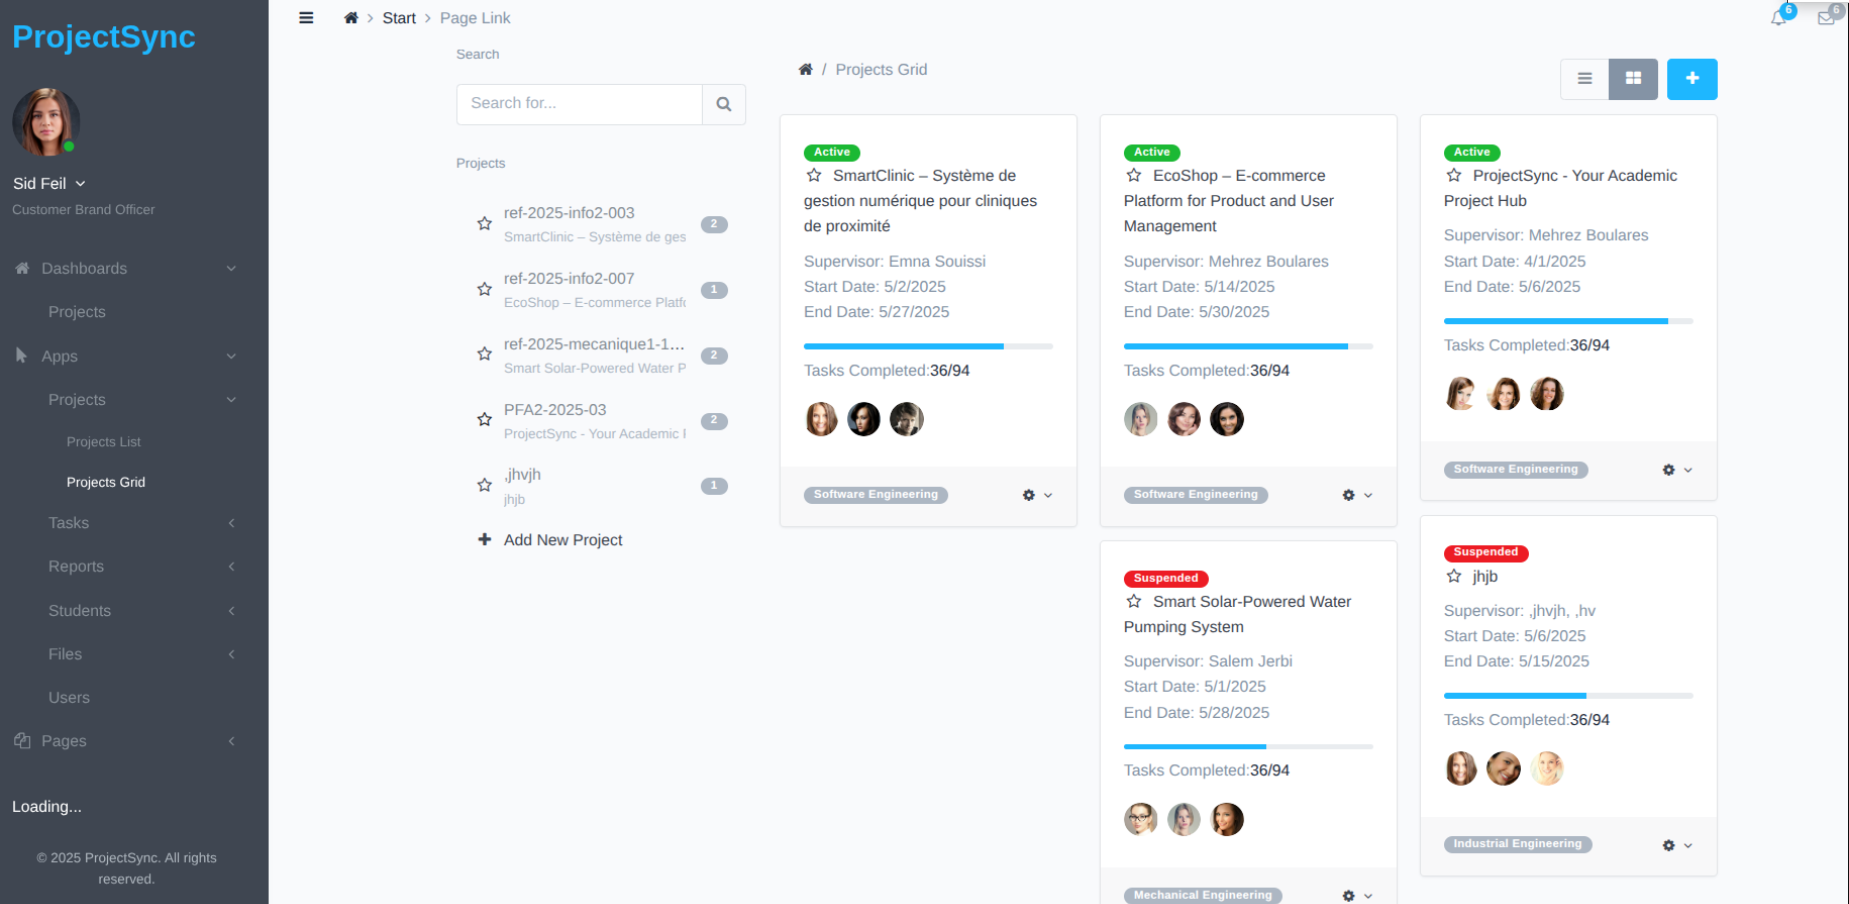 ProjectSync
Sid Feil
Customer Brand Officer
Dashboards
Projects
Apps
Projects
Projects List
Projects Grid
Tasks
Reports
Students
Files
Users
Pages
Loading...
© 2025 ProjectSync. All rights
reserved.
Start
Page Link
6
6
Search
Search for...
Projects
ref-2025-info2-003
SmartClinic – Système de ges
2
ref-2025-info2-007
EcoShop – E-commerce Platfo
1
ref-2025-mecanique1-1...
Smart Solar-Powered Water P
2
PFA2-2025-03
ProjectSync - Your Academic
2
,jhvjh
jhjb
1
Add New Project
/ Projects Grid
Active
SmartClinic – Système de
gestion numérique pour cliniques
de proximité
Supervisor: Emna Souissi
Start Date: 5/2/2025
End Date: 5/27/2025
Tasks Completed:36/94
Software Engineering
Active
EcoShop – E-commerce
Platform for Product and User
Management
Supervisor: Mehrez Boulares
Start Date: 5/14/2025
End Date: 5/30/2025
Tasks Completed:36/94
Software Engineering
Active
ProjectSync - Your Academic
Project Hub
Supervisor: Mehrez Boulares
Start Date: 4/1/2025
End Date: 5/6/2025
Tasks Completed:36/94
Software Engineering
Suspended
Smart Solar-Powered Water
Pumping System
Supervisor: Salem Jerbi
Start Date: 5/1/2025
End Date: 5/28/2025
Tasks Completed:36/94
Mechanical Engineering
Suspended
jhjb
Supervisor: ,jhvjh, ,hv
Start Date: 5/6/2025
End Date: 5/15/2025
Tasks Completed:36/94
Industrial Engineering